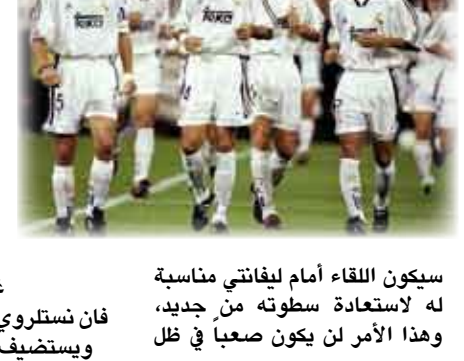 TEKA
سيكون اللقاء أمام ليفانتي مناسبة
له لاستعادة سطوته من جديد،
وهذا الأمر لن يكون صعباً في ظل
فان نستلروي
ويستضيف